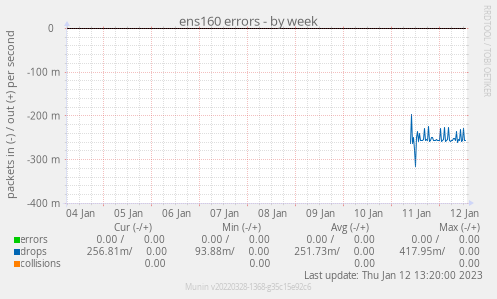 ens160 errors - by week
RRDTOOL / TOBI OETIKER
packets in (-) / out (+) per second
0
-100 m
-200 m
-300 m
-400 m
04 Jan 05 Jan 06 Jan 07 Jan 08 Jan 09 Jan 10 Jan 11 Jan 12 Jan
Cur (-/+) Min (-/+) Avg (-/+) Max (-/+)
errors 0.00 / 0.00 0.00 / 0.00 0.00 / 0.00 0.00 / 0.00
drops 256.81m/ 0.00 93.88m/ 0.00 251.73m/ 0.00 417.95m/ 0.00
collisions 0.00 0.00 0.00 0.00
Last update: Thu Jan 12 13:20:00 2023
Munin v20220328-1368-g35c15e92c6